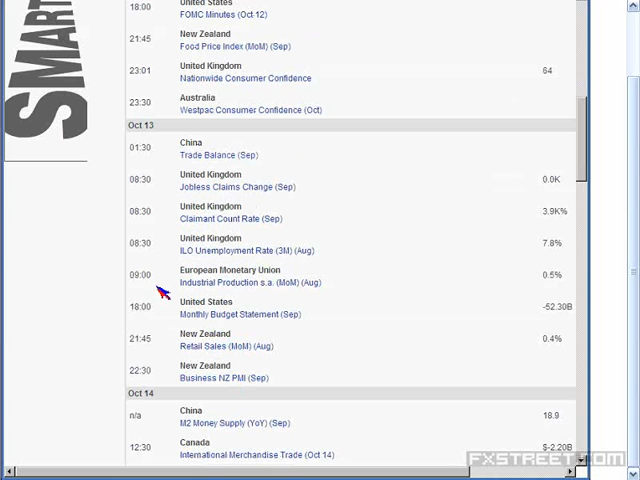 SMART
18:00 United States
FOMC Minutes (Oct 12)
21:45 New Zealand
Food Price Index (MoM) (Sep)
23:01 United Kingdom
Nationwide Consumer Confidence 64
23:30 Australia
Westpac Consumer Confidence (Oct)
Oct 13
01:30 China
Trade Balance (Sep)
08:30 United Kingdom
Jobless Claims Change (Sep) 0.0K
08:30 United Kingdom
Claimant Count Rate (Sep) 3.9K%
08:30 United Kingdom
ILO Unemployment Rate (3M) (Aug) 7.8%
09:00 European Monetary Union
Industrial Production s.a. (MoM) (Aug) 0.5%
18:00 United States
Monthly Budget Statement (Sep) -52.30B
21:45 New Zealand
Retail Sales (MoM) (Aug) 0.4%
22:30 New Zealand
Business NZ PMI (Sep)
Oct 14
n/a China
M2 Money Supply (YoY) (Sep) 18.9
12:30 Canada
International Merchandise Trade (Oct 14) $-2.20B
FXSTREET.COM